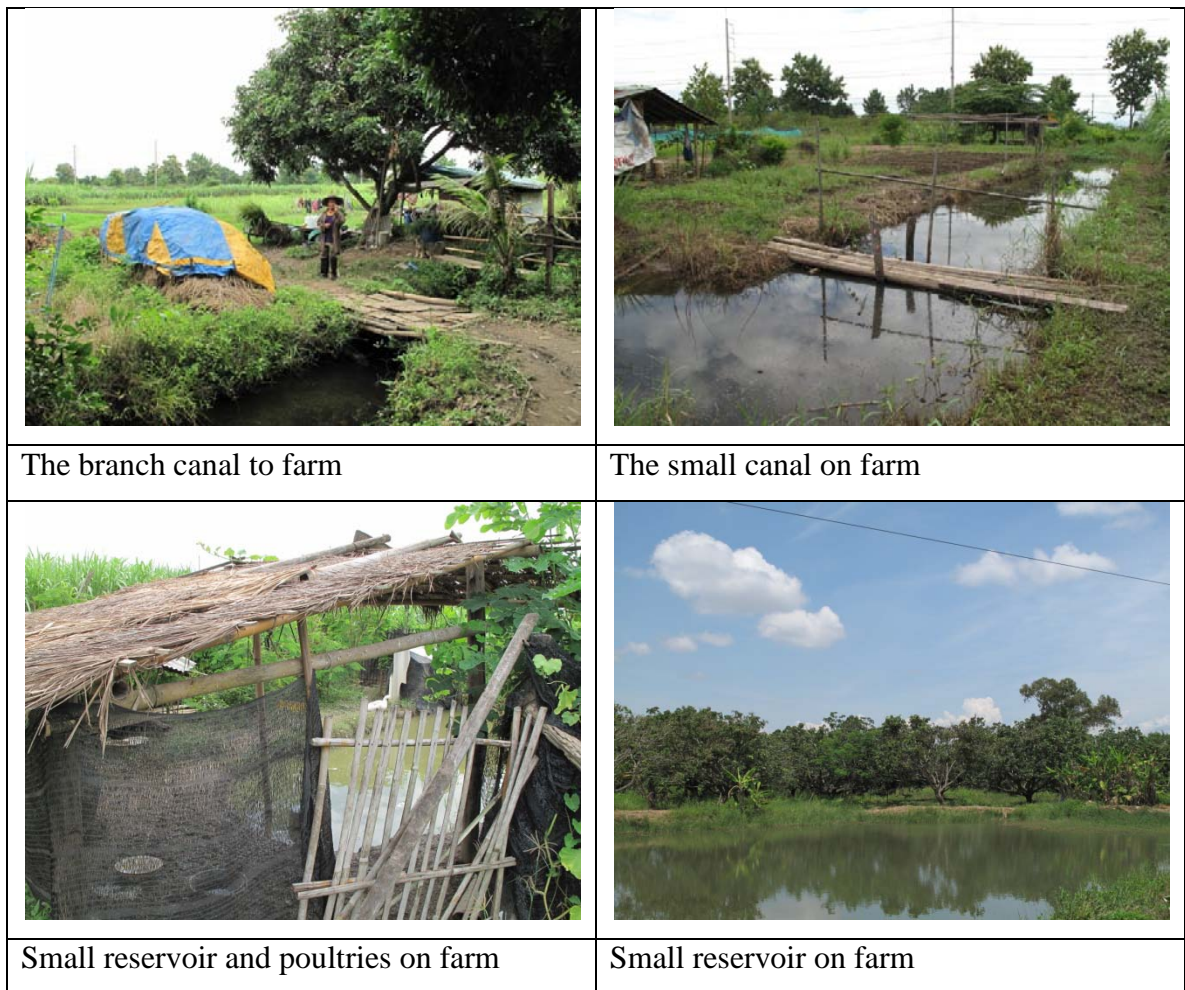 The branch canal to farm
The small canal on farm
Small reservoir and poultries on farm
Small reservoir on farm